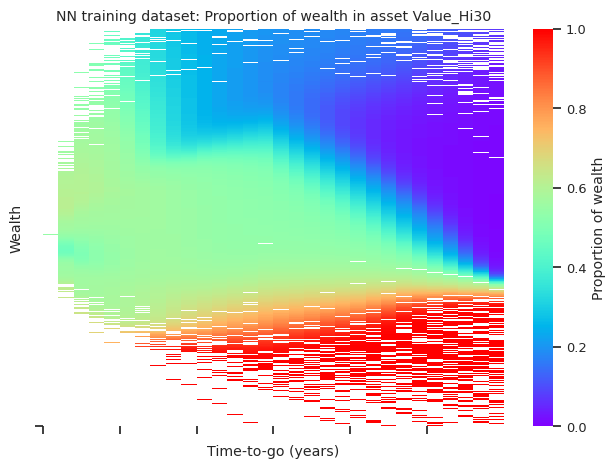 NN training dataset: Proportion of wealth in asset Value_Hi30
Wealth
Time-to-go (years)
1.0
0.8
0.6
0.4
0.2
0.0
Proportion of wealth